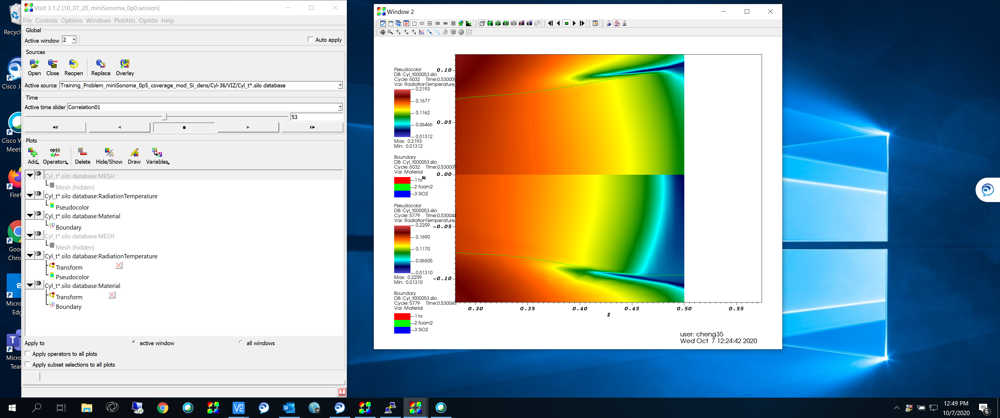 VisIt 3.1.2 [10_07_20_miniSonoma_0p0.session]
File Controls Options Windows PlotAtts OpAtts Help
Global
Active window 2
Auto apply
Sources
Open Close Reopen Replace Overlay
Active source Training_Problem_miniSonoma_0p5_coverage_mod_Si_dens/Cyl-36/VIZ/Cyl_t*.silo database
Time
Active time slider Correlation01
53
Plots
op(u)
Add Operators Delete Hide/Show Draw Variables
Cyl_t*.silo database:MESH
Mesh (hidden)
Cyl_t*.silo database:RadiationTemperature
Pseudocolor
Cyl_t*.silo database:Material
Boundary
Cyl_t*.silo database:MESH
Mesh (hidden)
Cyl_t*.silo database:RadiationTemperature
Transform
Pseudocolor
Cyl_t*.silo database:Material
Transform
Boundary
Apply to active window all windows
Apply operators to all plots
Apply subset selections to all plots
Window 2
Pseudocolor
DB: Cyl_t000053.silo
Cycle: 6032 Time:0.530009
Var: RadiationTemperature
0.2193
0.1677
0.1162
0.06466
0.01312
Max: 0.2193
Min: 0.01312
Boundary
DB: Cyl_t000053.silo
Cycle: 6032 Time:0.530009
Var: Material
1 hr
2 foam2
3 SiO2
Pseudocolor
DB: Cyl_t000053.silo
Cycle: 5779 Time:0.530048
Var: RadiationTemperature
0.2209
0.1690
0.1170
0.06505
0.01310
Max: 0.2209
Min: 0.01310
Boundary
DB: Cyl_t000053.silo
Cycle: 5779 Time:0.530048
Var: Material
1 hr
2 foam2
3 SiO2
0.10
0.05
0.00
-0.05
-0.10
R
0.30 0.35 0.40 0.45 0.50 0.55
Z
user: cheng35
Wed Oct 7 12:24:42 2020
Recycl
Cisco Ja
Cisco W
Meeti
Firef
Goog
Chro
Micro
Edg
Micro
Tea
12:49 PM
10/7/2020
6